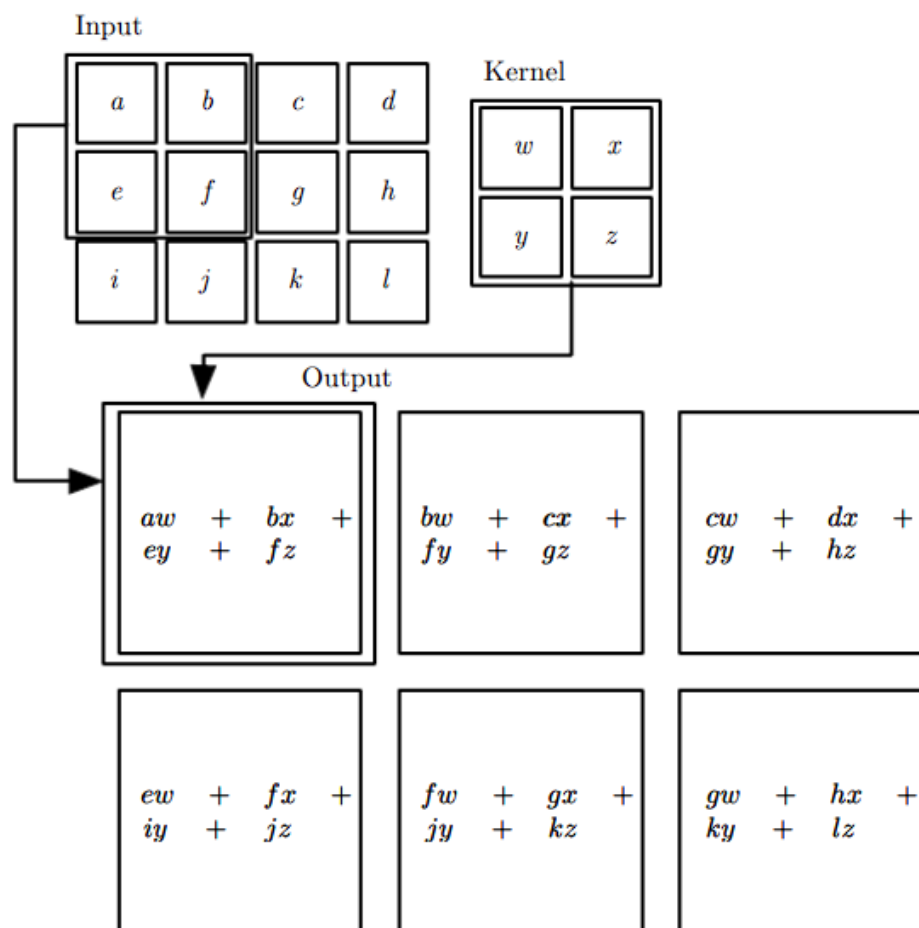 Input
Kernel
a b c d
w x
e f g h
y z
i j k l
Output
aw + bx +
ey + fz
bw + cx +
fy + gz
cw + dx +
gy + hz
ew + fx +
iy + jz
fw + gx +
jy + kz
gw + hx +
ky + lz